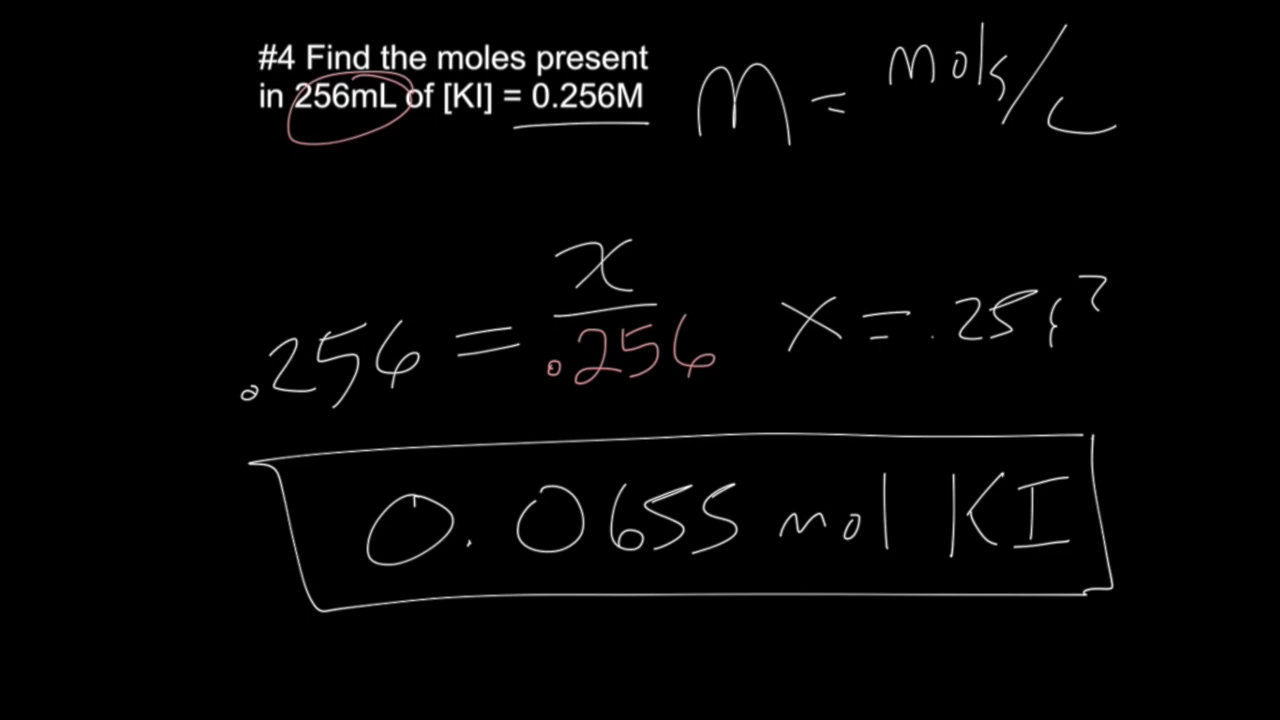 #4 Find the moles present
in 256mL of [KI] = 0.256M
M = mols/L
.256 = x/.256 x = .256²
0.0655 mol KI